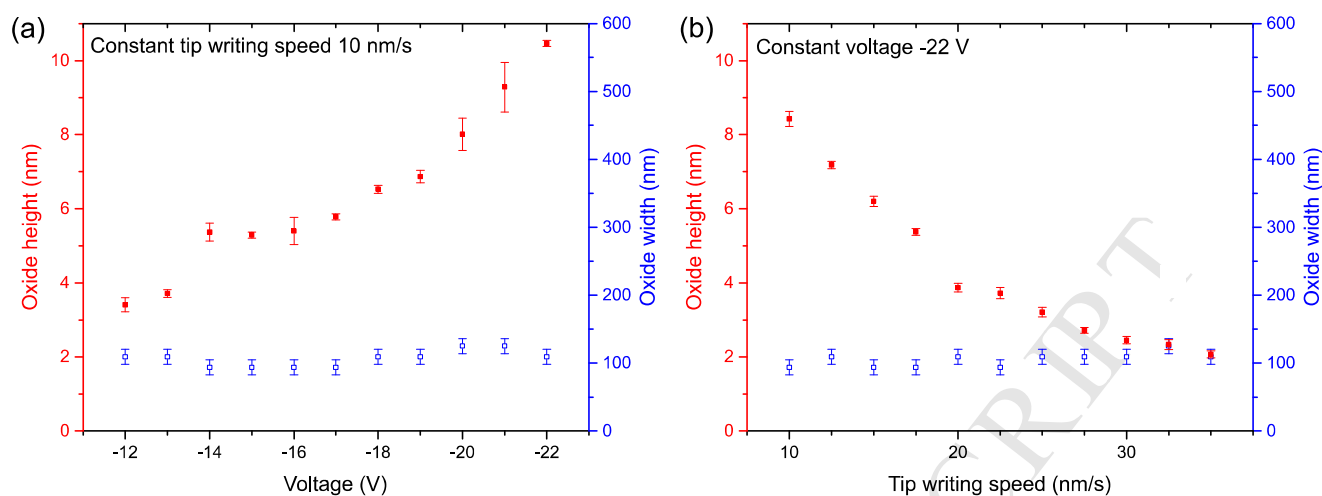 (a)
Constant tip writing speed 10 nm/s
Oxide height (nm)
10
8
6
4
2
0
-12 -14 -16 -18 -20 -22
Voltage (V)
600
500
400
300
200
100
0
Oxide width (nm)
(b)
Constant voltage -22 V
Oxide height (nm)
10
8
6
4
2
0
10 20 30
Tip writing speed (nm/s)
600
500
400
300
200
100
0
Oxide width (nm)
CRIPT